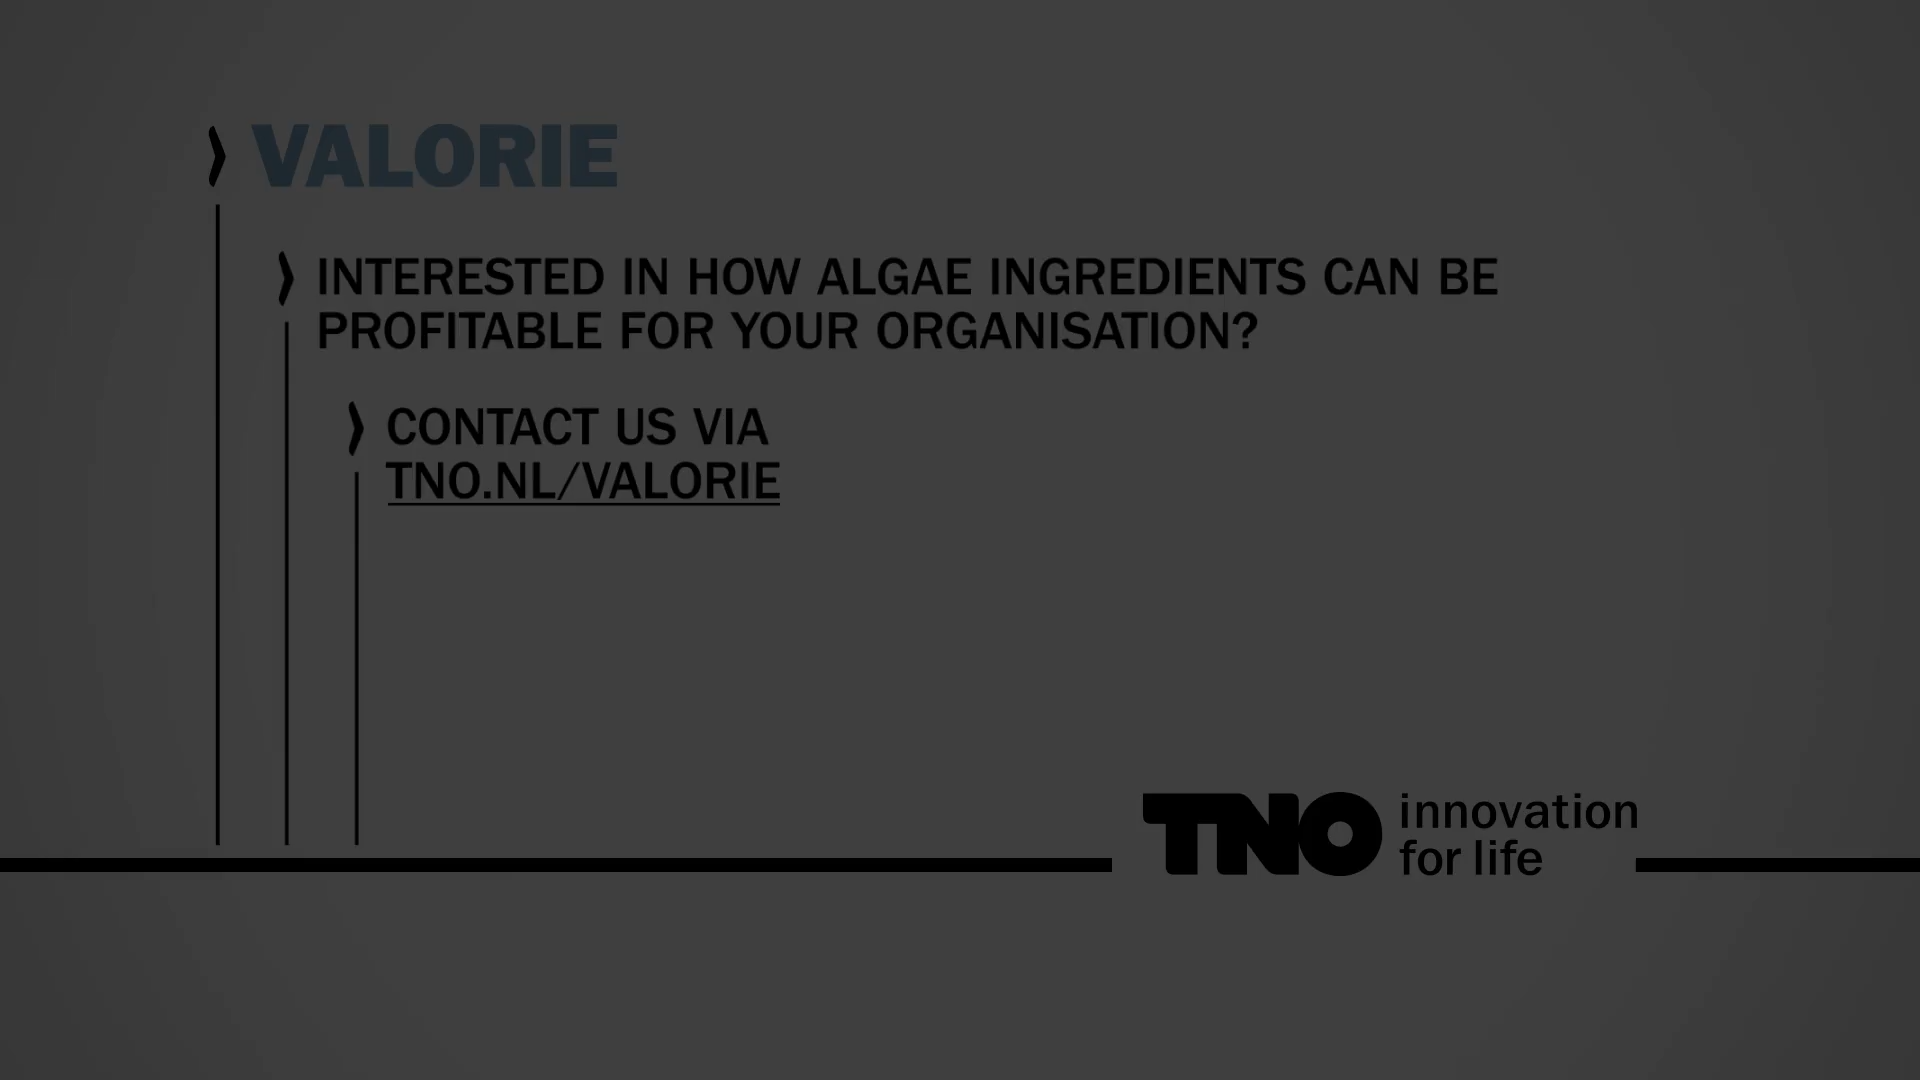 VALORIE
INTERESTED IN HOW ALGAE INGREDIENTS CAN BE
PROFITABLE FOR YOUR ORGANISATION?
CONTACT US VIA
TNO.NL/VALORIE
TNO innovation
for life